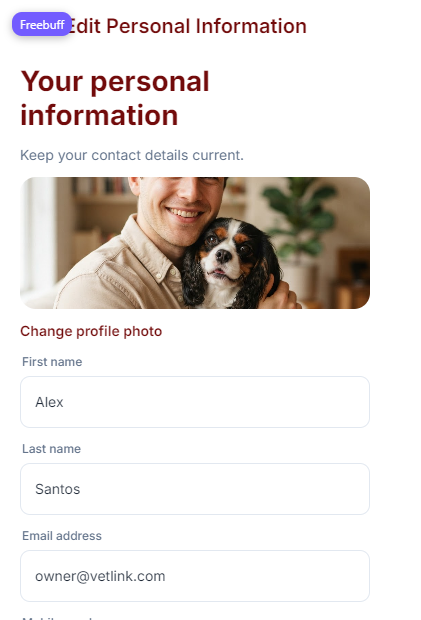 Freebuff
Edit Personal Information
Your personal
information
Keep your contact details current.
Change profile photo
First name
Alex
Last name
Santos
Email address
owner@vetlink.com